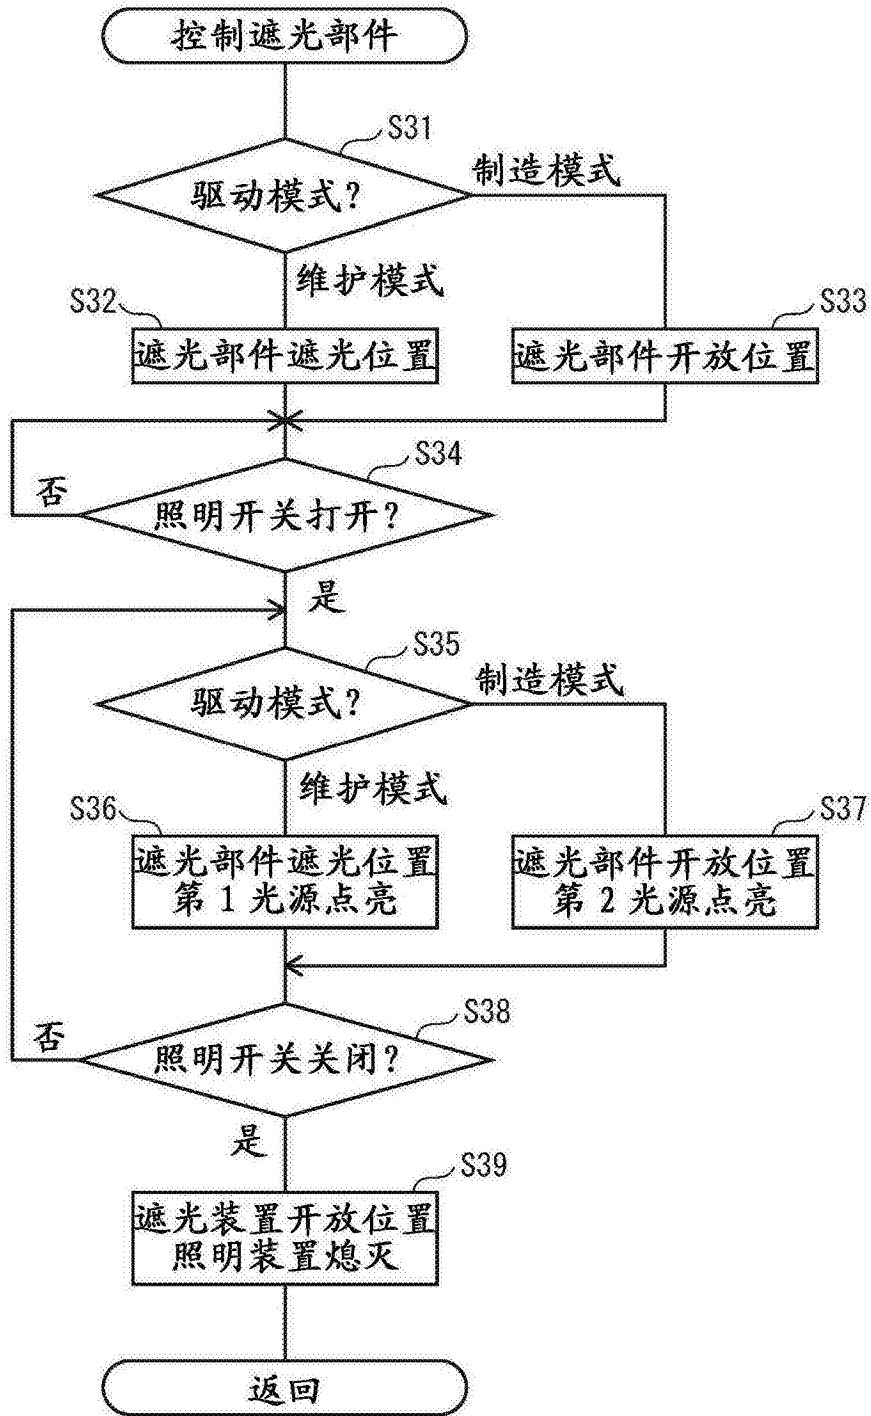 控制遮光部件
S31
驱动模式?
制造模式
维护模式
S32
遮光部件遮光位置
S33
遮光部件开放位置
S34
否
照明开关打开?
是
S35
驱动模式?
制造模式
维护模式
S36
遮光部件遮光位置
第1光源点亮
S37
遮光部件开放位置
第2光源点亮
S38
否
照明开关关闭?
是
S39
遮光装置开放位置
照明装置熄灭
返回